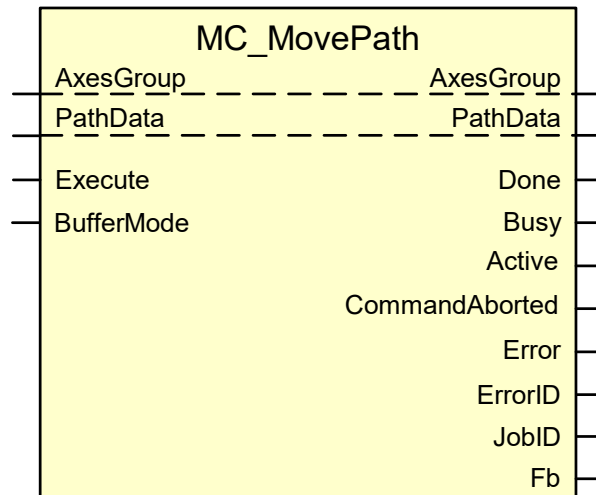 MC_MovePath
AxesGroup AxesGroup
PathData PathData
Execute Done
BufferMode Busy
Active
CommandAborted
Error
ErrorID
JobID
Fb